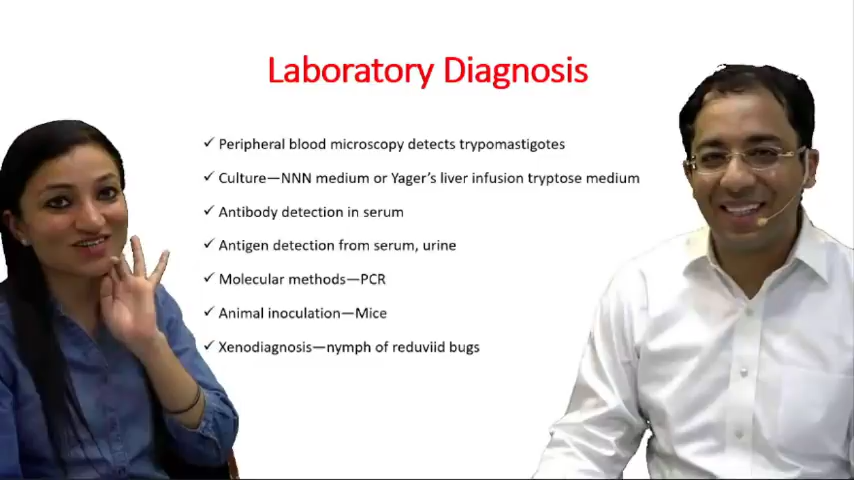 Laboratory Diagnosis
✓ Peripheral blood microscopy detects trypomastigotes
✓ Culture—NNN medium or Yager's liver infusion tryptose medium
✓ Antibody detection in serum
✓ Antigen detection from serum, urine
✓ Molecular methods—PCR
✓ Animal inoculation—Mice
✓ Xenodiagnosis—nymph of reduviid bugs